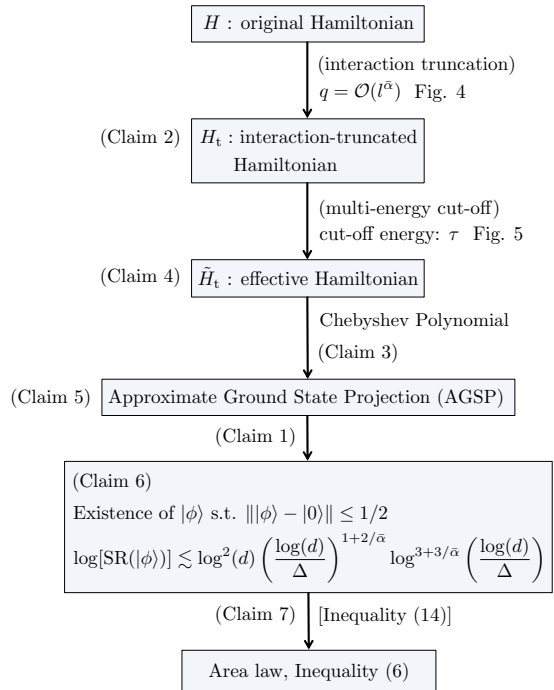 H : original Hamiltonian
(interaction truncation)
q = 𝒪(l^ᾱ) Fig. 4
(Claim 2)
H_t : interaction-truncated
Hamiltonian
(multi-energy cut-off)
cut-off energy: τ Fig. 5
(Claim 4)
H̃_t : effective Hamiltonian
Chebyshev Polynomial
(Claim 3)
(Claim 5)
Approximate Ground State Projection (AGSP)
(Claim 1)
(Claim 6)
Existence of |ϕ⟩ s.t. ‖|ϕ⟩ − |0⟩‖ ≤ 1/2
log[SR(|ϕ⟩)] ≲ log²(d) (log(d)/Δ)^{1+2/ᾱ} log^{3+3/ᾱ} (log(d)/Δ)
(Claim 7)
[Inequality (14)]
Area law, Inequality (6)